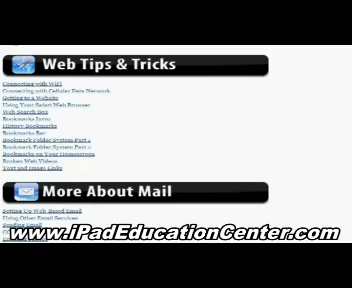 Web Tips & Tricks
Connecting with WiFi
Connecting with Cellular Data Network
Getting to a Website
Using Your Safari Web Browser
Web Search Box
Bookmarks Intro
History Bookmarks
Bookmarks Bar
Bookmark Folder System Part 1
Bookmark Folder System Part 2
Bookmarks on Your Homescreen
Broken Web Videos
Text and Image Links
More About Mail
Setting Up Web-Based Email
Using Other Email Services
Sending Email
www.iPadEducationCenter.com